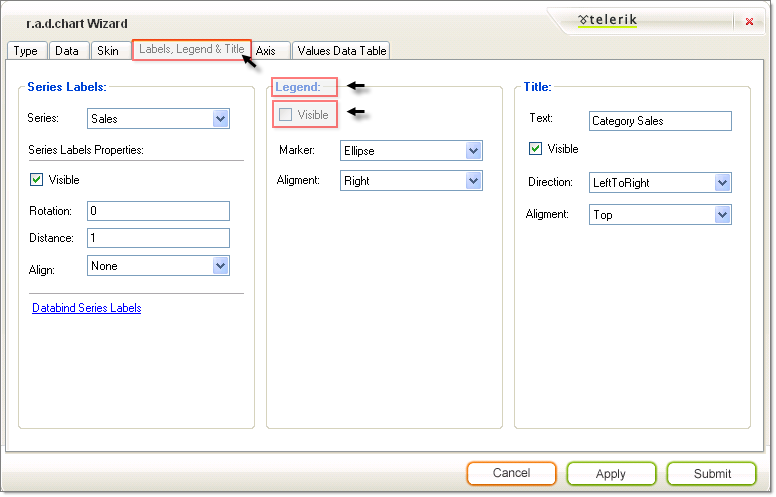 r.a.d.chart Wizard
telerik
Type
Data
Skin
Labels, Legend & Title
Axis
Values Data Table
Series Labels:
Series:
Sales
Series Labels Properties:
Visible
Rotation:
0
Distance:
1
Align:
None
Databind Series Labels
Legend:
Visible
Marker:
Ellipse
Aligment:
Right
Title:
Text:
Category Sales
Visible
Direction:
LeftToRight
Aligment:
Top
Cancel
Apply
Submit